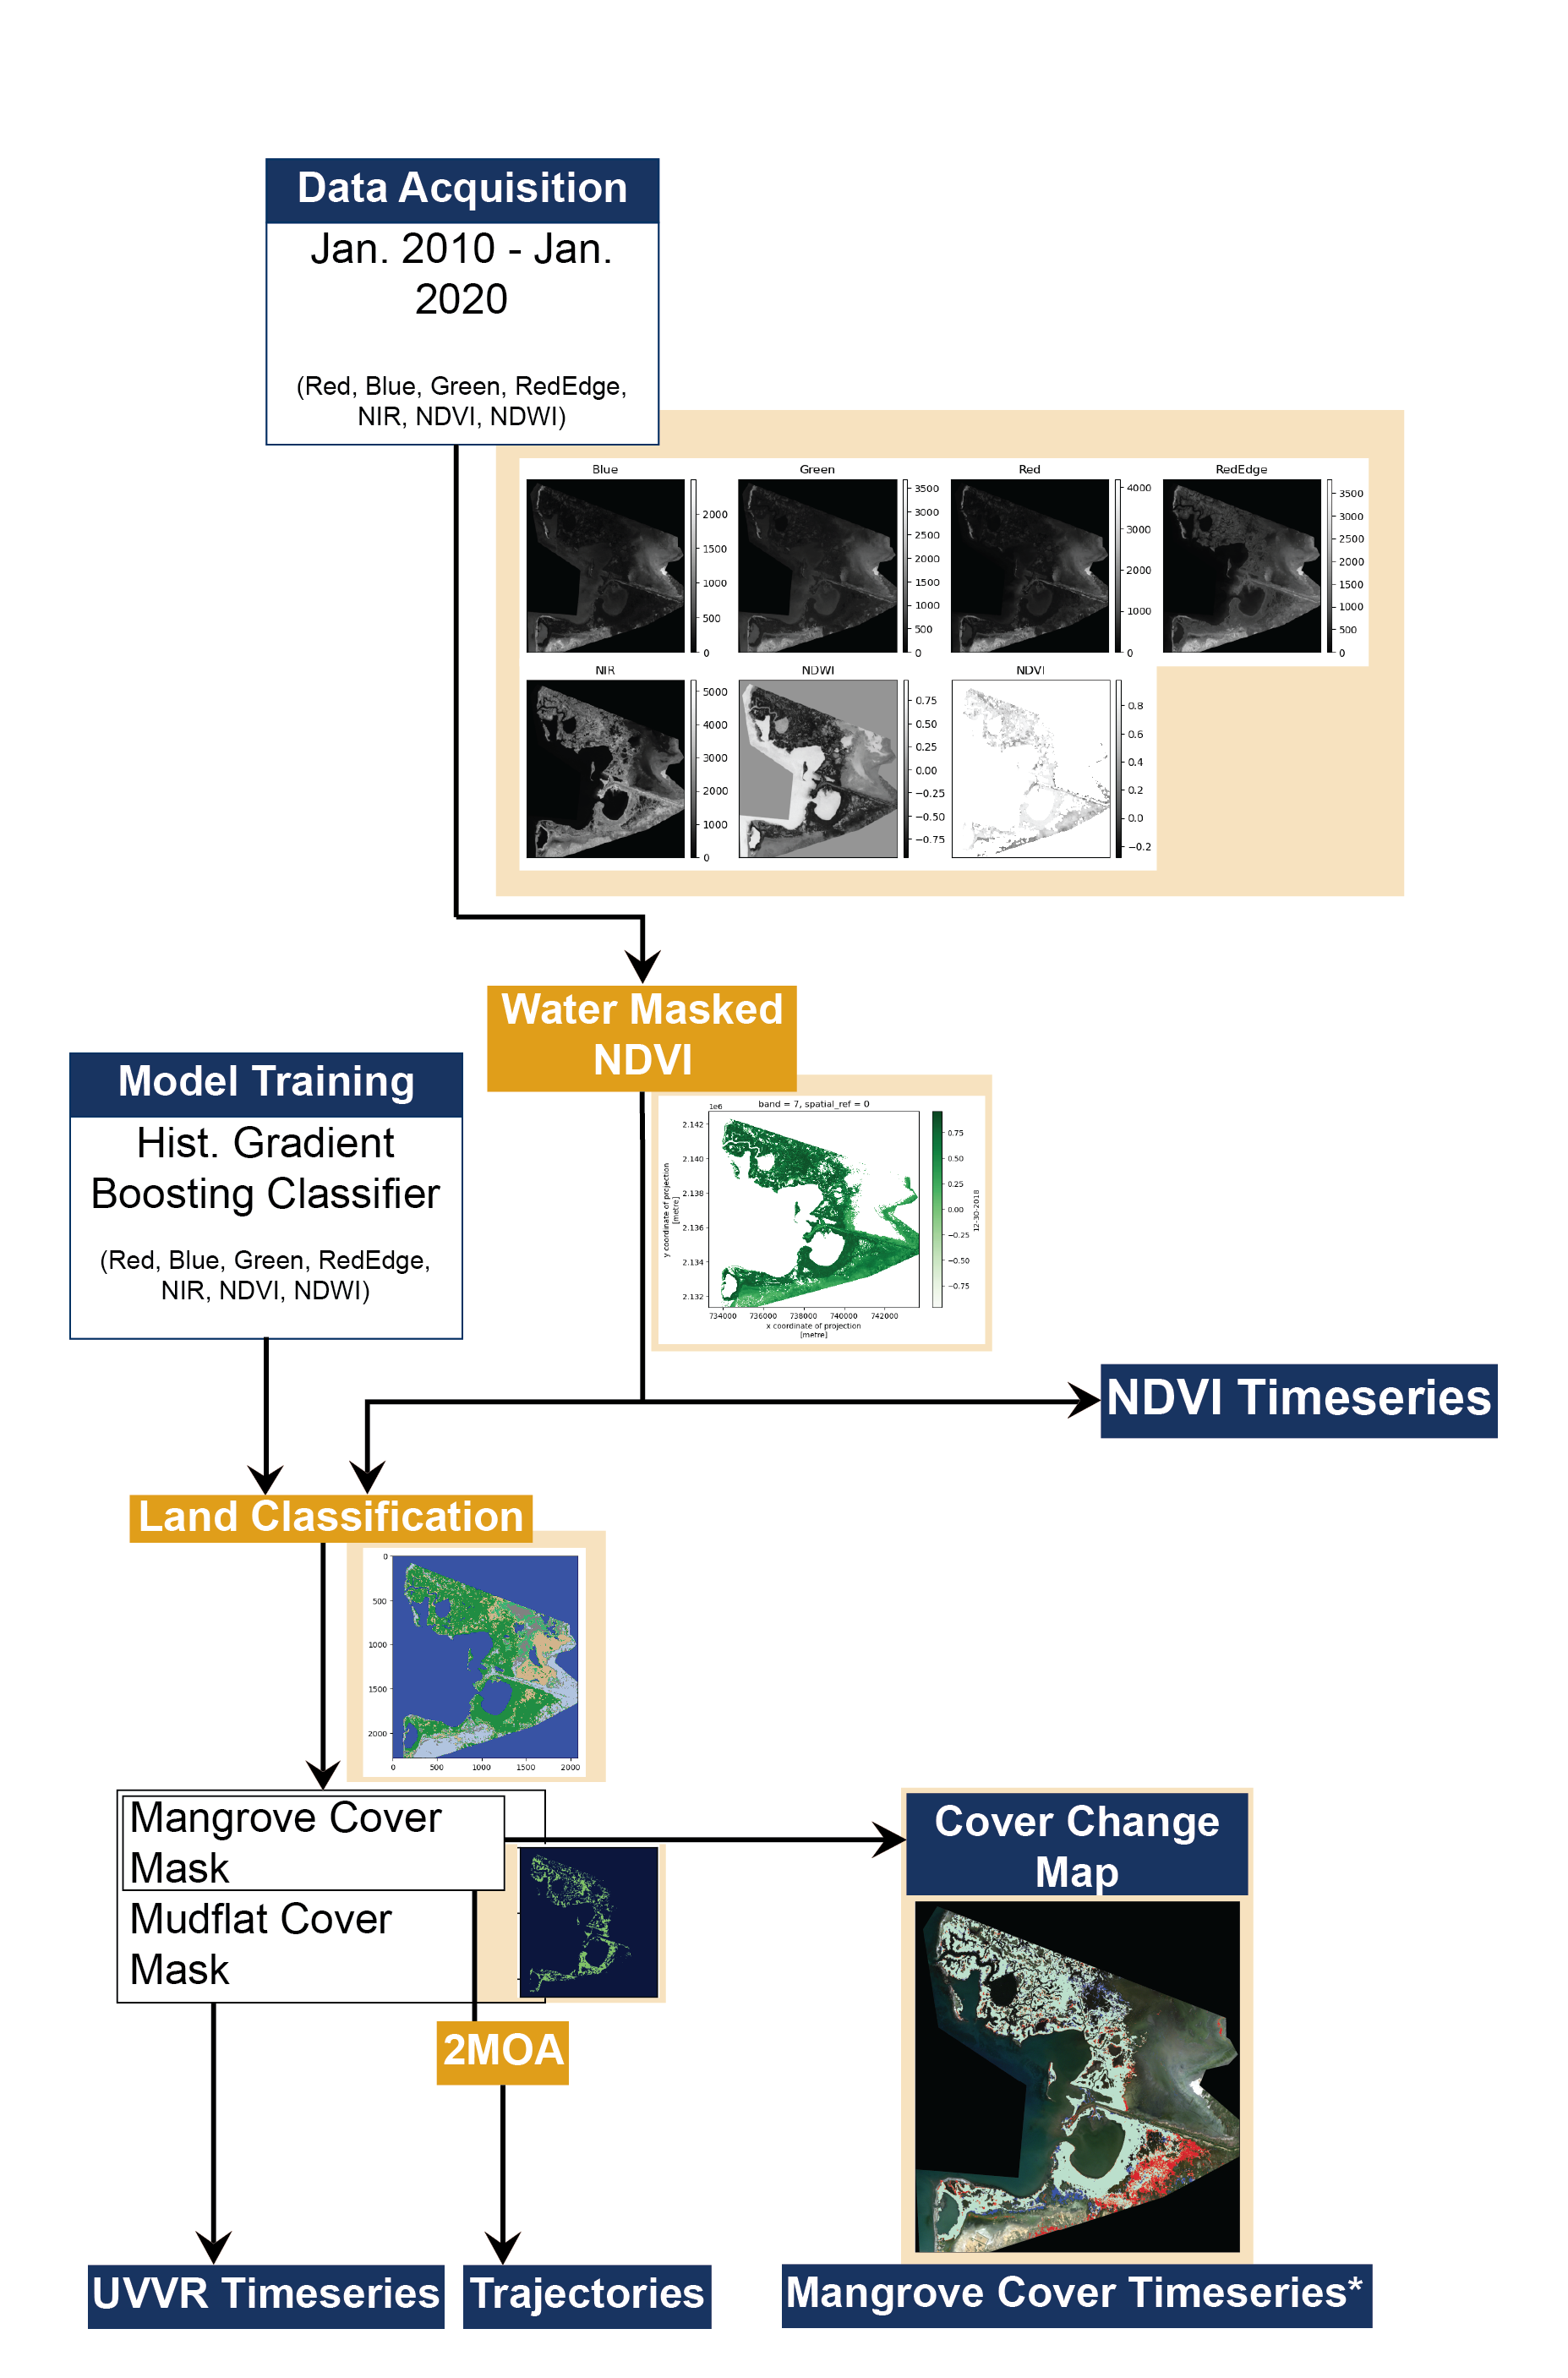 Data Acquisition
Jan. 2010 - Jan.
2020
(Red, Blue, Green, RedEdge,
NIR, NDVI, NDWI)
Blue
2000
1500
1000
500
0
Green
3500
3000
2500
2000
1500
1000
500
0
Red
4000
3000
2000
1000
0
RedEdge
3500
3000
2500
2000
1500
1000
500
0
NIR
5000
4000
3000
2000
1000
0
NDWI
0.75
0.50
0.25
0.00
−0.25
−0.50
−0.75
NDVI
0.8
0.6
0.4
0.2
0.0
−0.2
Water Masked
NDVI
1e6
band = 7, spatial_ref = 0
2.142
2.140
2.138
2.136
2.134
2.132
y coordinate of projection
[metre]
734000 736000 738000 740000 742000
x coordinate of projection
[metre]
0.75
0.50
0.25
0.00
−0.25
−0.50
−0.75
12-30-2018
Model Training
Hist. Gradient
Boosting Classifier
(Red, Blue, Green, RedEdge,
NIR, NDVI, NDWI)
NDVI Timeseries
Land Classification
0
500
1000
1500
2000
0 500 1000 1500 2000
Mangrove Cover
Mask
Mudflat Cover
Mask
Cover Change
Map
2MOA
UVVR Timeseries
Trajectories
Mangrove Cover Timeseries*